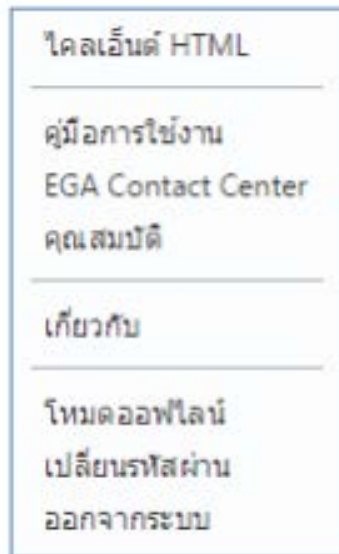 ไคลเอ็นต์ HTML
คู่มือการใช้งาน
EGA Contact Center
คุณสมบัติ
เกี่ยวกับ
โหมดออฟไลน์
เปลี่ยนรหัสผ่าน
ออกจากระบบ